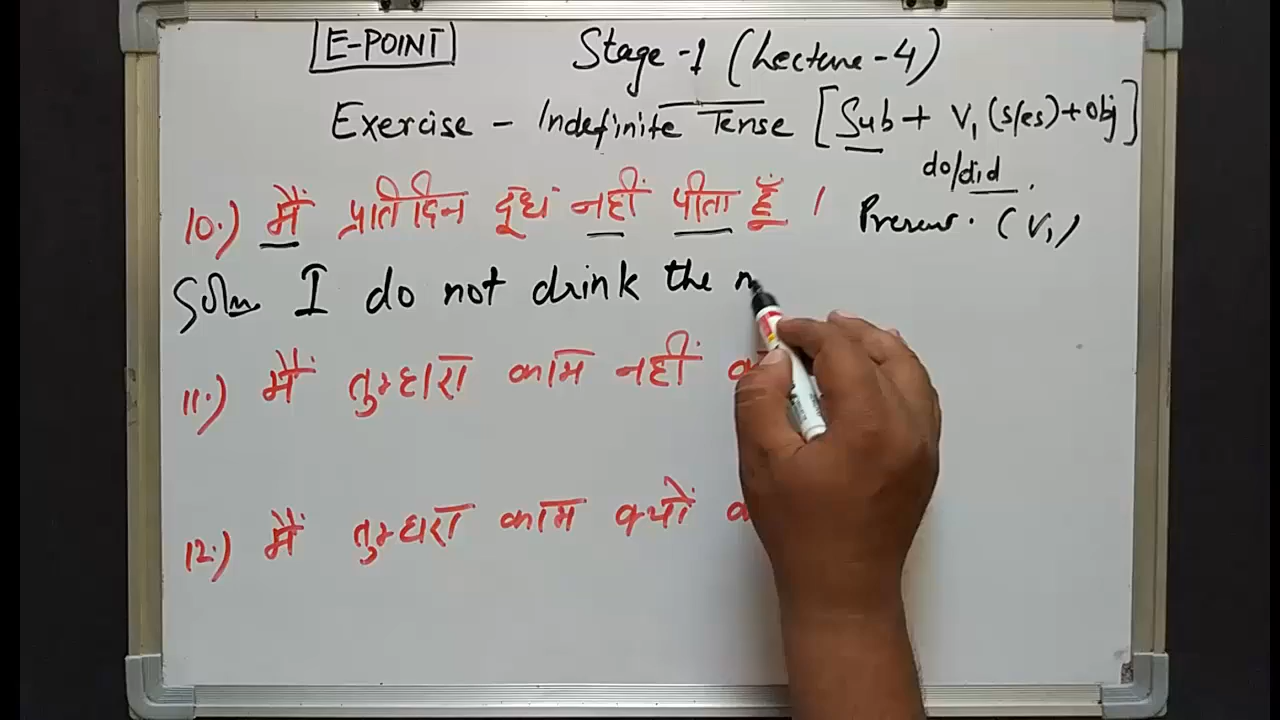 E-POINT Stage-1 (Lecture-4)
Exercise - Indefinite Tense [Sub + V₁ (s/es) + Obj]
do/did
10.) मैं प्रतिदिन दूध नहीं पीता हूँ ।
Present. (V₁)
Soln. I do not drink the
11.) मैं तुम्हारा काम नहीं
12.) मैं तुम्हारा काम क्यों